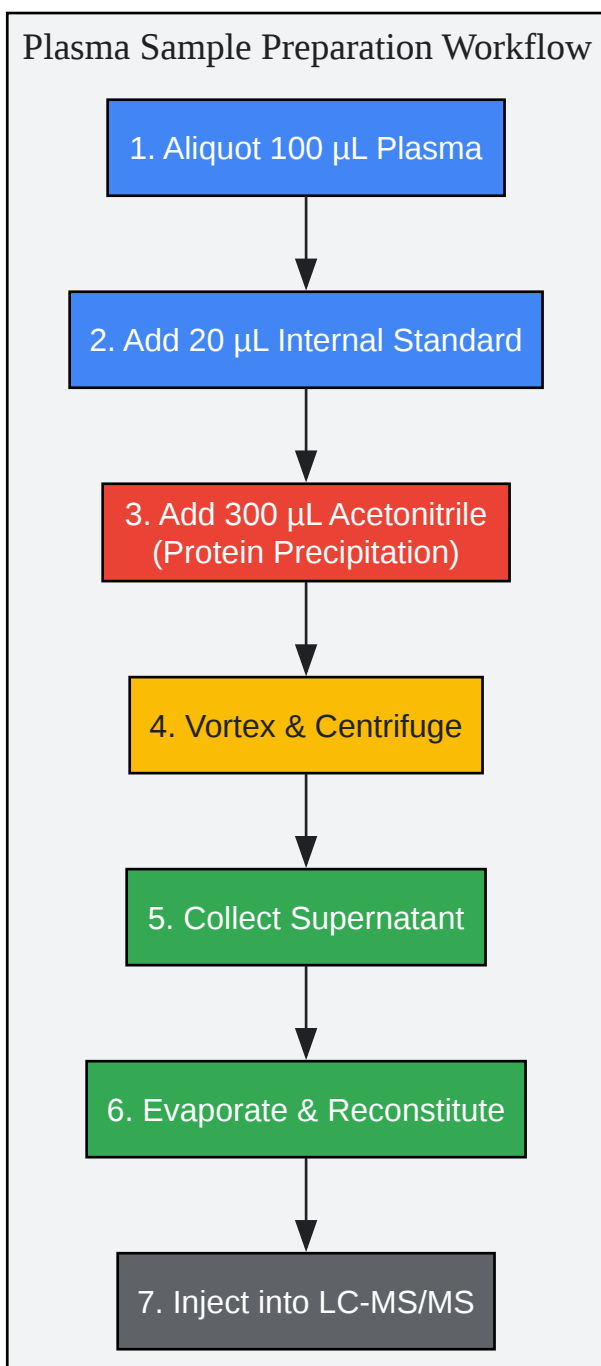 Plasma Sample Preparation Workflow
1. Aliquot 100 µL Plasma
2. Add 20 µL Internal Standard
3. Add 300 µL Acetonitrile
(Protein Precipitation)
4. Vortex & Centrifuge
5. Collect Supernatant
6. Evaporate & Reconstitute
7. Inject into LC-MS/MS